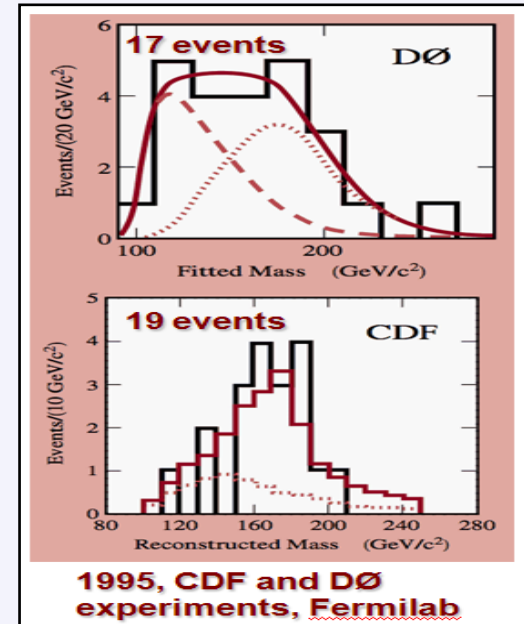 17 events
DØ
6
4
2
0
Events/(20 GeV/c²)
100 200
Fitted Mass (GeV/c²)
19 events
CDF
5
4
3
2
1
0
Events/(10 GeV/c²)
80 120 160 200 240 280
Reconstructed Mass (GeV/c²)
1995, CDF and DØ
experiments, Fermilab